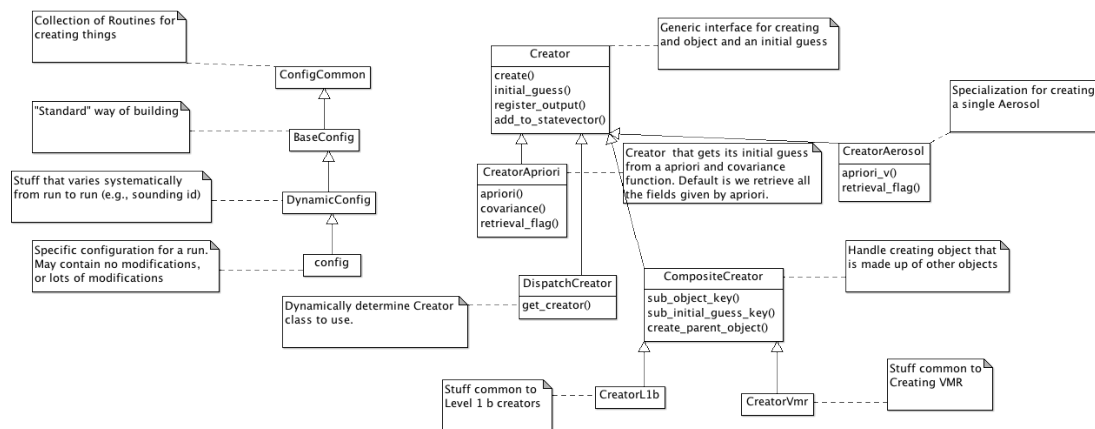 Collection of Routines for
creating things
ConfigCommon
"Standard" way of building
BaseConfig
Stuff that varies systematically
from run to run (e.g., sounding id)
DynamicConfig
Specific configuration for a run.
May contain no modifications,
or lots of modifications
config
Creator
create()
initial_guess()
register_output()
add_to_statevector()
Generic interface for creating
and object and an initial guess
Specialization for creating
a single Aerosol
CreatorAerosol
apriori_v()
retrieval_flag()
CreatorApriori
apriori()
covariance()
retrieval_flag()
Creator that gets its initial guess
from a apriori and covariance
function. Default is we retrieve all
the fields given by apriori.
Dynamically determine Creator
class to use.
DispatchCreator
get_creator()
CompositeCreator
sub_object_key()
sub_initial_guess_key()
create_parent_object()
Handle creating object that
is made up of other objects
Stuff common to
Level 1 b creators
CreatorL1b
CreatorVmr
Stuff common to
Creating VMR